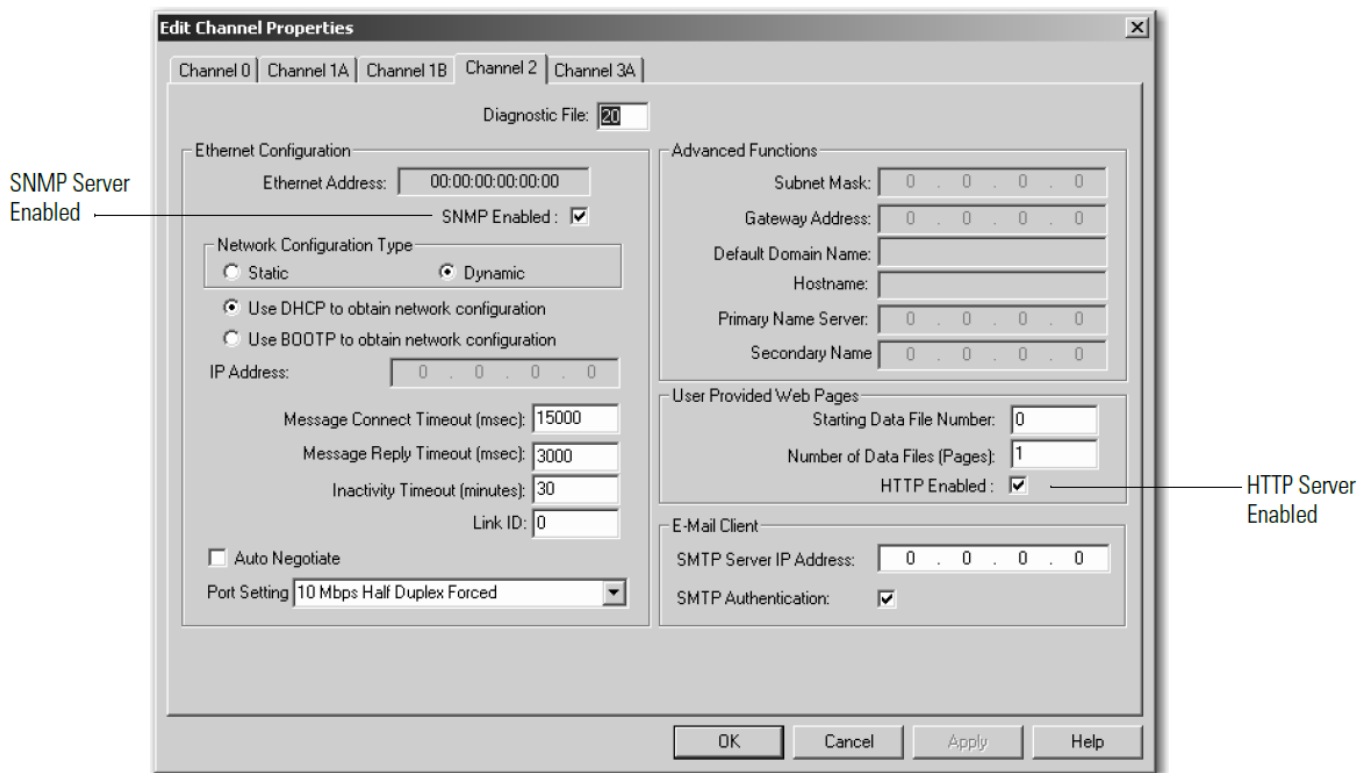 Edit Channel Properties
Channel 0
Channel 1A
Channel 1B
Channel 2
Channel 3A
Diagnostic File: 20
Ethernet Configuration
Ethernet Address: 00:00:00:00:00:00
SNMP Server
Enabled
SNMP Enabled :
Network Configuration Type
Static
Dynamic
Use DHCP to obtain network configuration
Use BOOTP to obtain network configuration
IP Address: 0 . 0 . 0 . 0
Message Connect Timeout (msec): 15000
Message Reply Timeout (msec): 3000
Inactivity Timeout (minutes): 30
Link ID: 0
Auto Negotiate
Port Setting 10 Mbps Half Duplex Forced
Advanced Functions
Subnet Mask: 0 . 0 . 0 . 0
Gateway Address: 0 . 0 . 0 . 0
Default Domain Name:
Hostname:
Primary Name Server: 0 . 0 . 0 . 0
Secondary Name 0 . 0 . 0 . 0
User Provided Web Pages
Starting Data File Number: 0
Number of Data Files (Pages): 1
HTTP Enabled :
HTTP Server
Enabled
E-Mail Client
SMTP Server IP Address: 0 . 0 . 0 . 0
SMTP Authentication:
OK
Cancel
Apply
Help